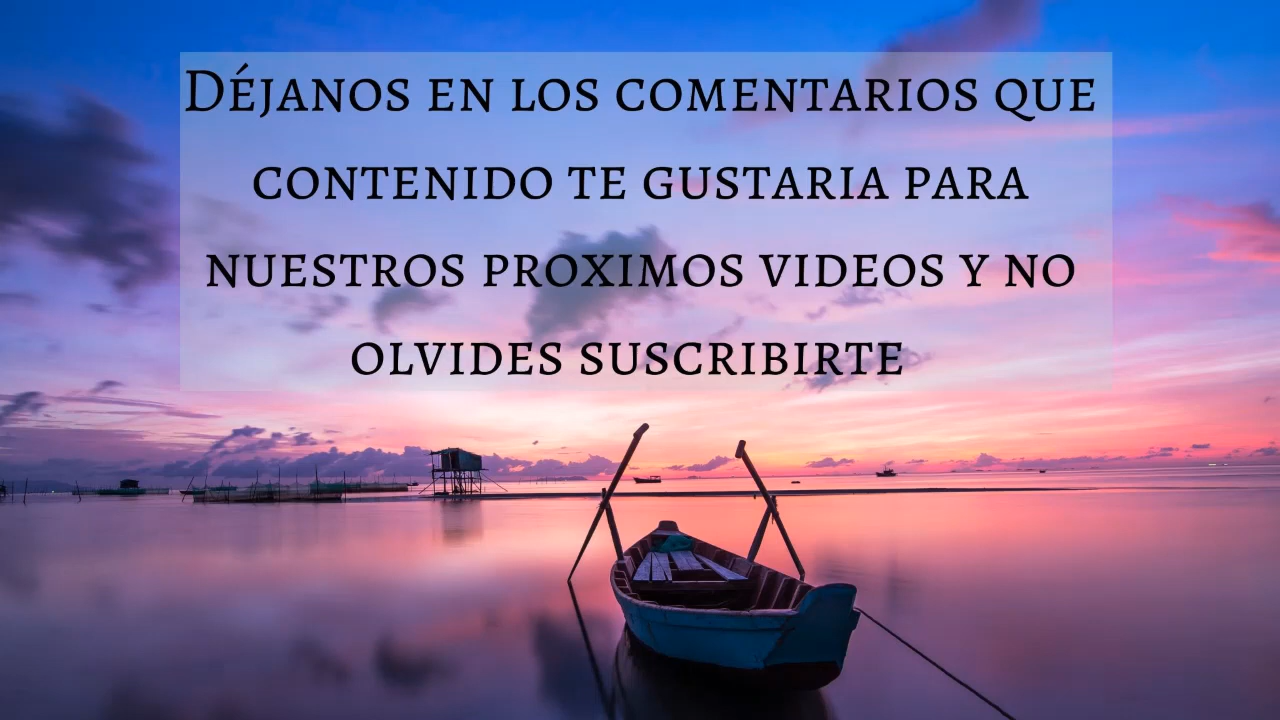 Déjanos en los comentarios que
contenido te gustaria para
nuestros proximos videos y no
olvides suscribirte